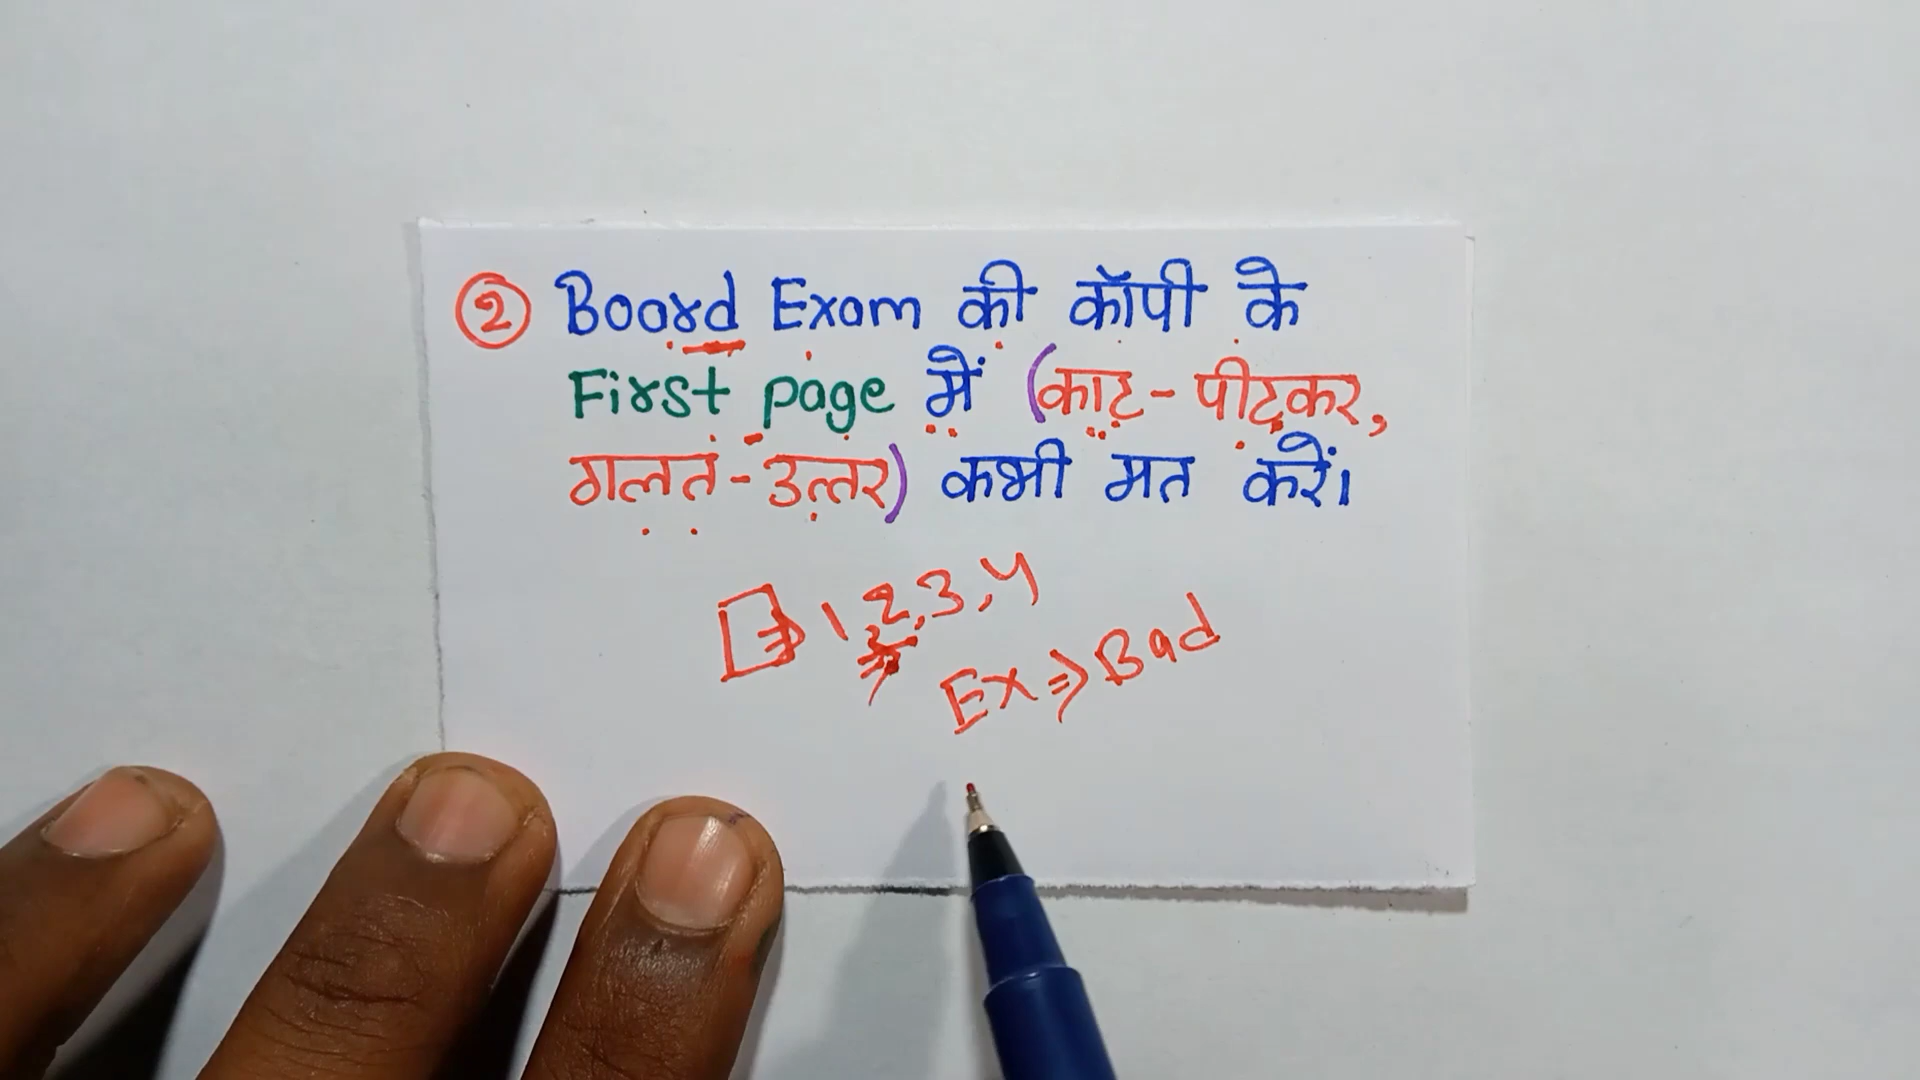 ② Board Exam की कॉपी के
First page में (काट-पीटकर,
गलत-उत्तर) कभी मत करें।
⇒ 1,2,3,4
Ex ⇒ Bad